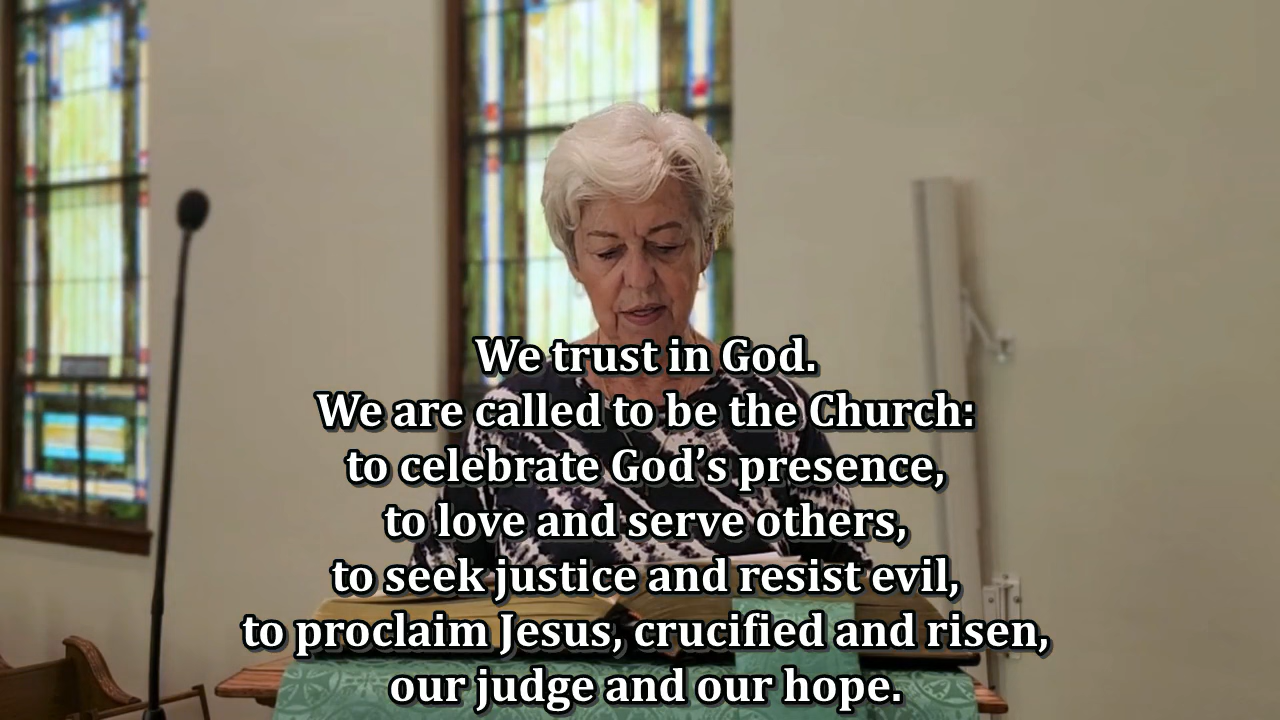 We trust in God.
We are called to be the Church:
to celebrate God’s presence,
to love and serve others,
to seek justice and resist evil,
to proclaim Jesus, crucified and risen,
our judge and our hope.